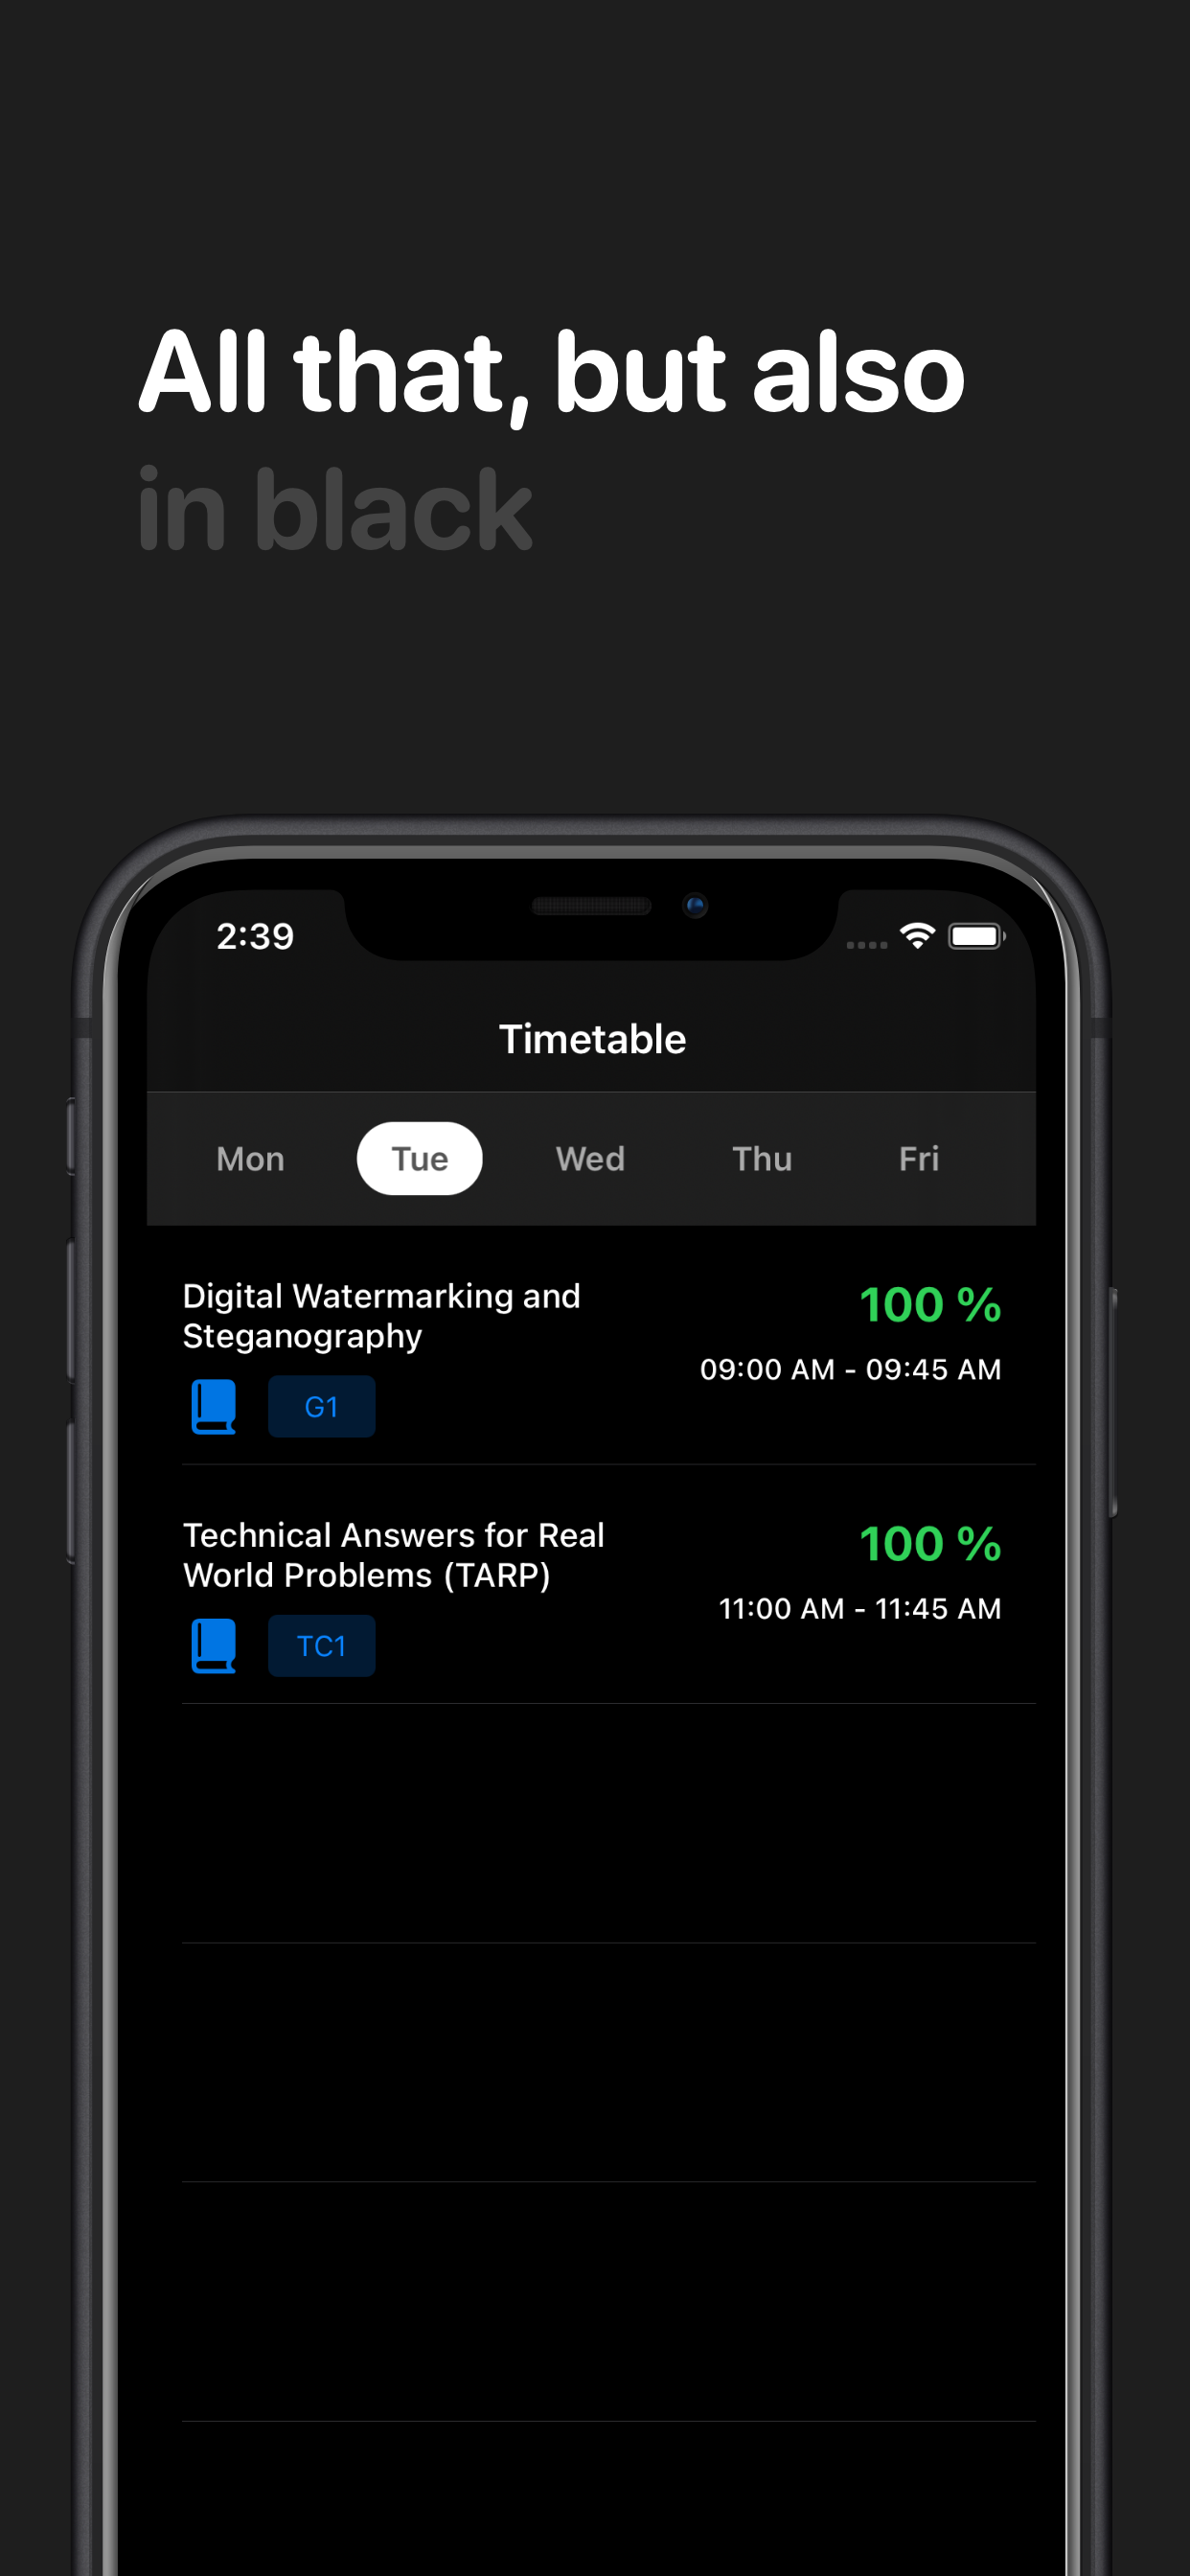 All that, but also
in black
2:39
Timetable
Mon Tue Wed Thu Fri
Digital Watermarking and
Steganography
100 %
09:00 AM - 09:45 AM
G1
Technical Answers for Real
World Problems (TARP)
100 %
11:00 AM - 11:45 AM
TC1